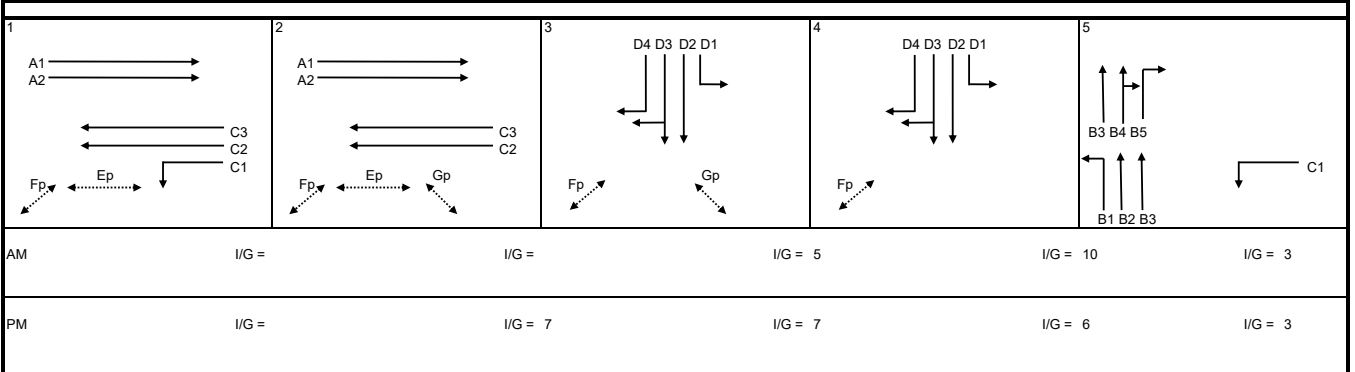 1
A1
A2
C3
C2
C1
Fp
Ep
2
A1
A2
C3
C2
Fp
Ep
Gp
3
D4 D3 D2 D1
Fp
Gp
4
D4 D3 D2 D1
Fp
5
B3 B4 B5
C1
B1 B2 B3
AM I/G = I/G = I/G = 5 I/G = 10 I/G = 3
PM I/G = I/G = 7 I/G = 7 I/G = 6 I/G = 3